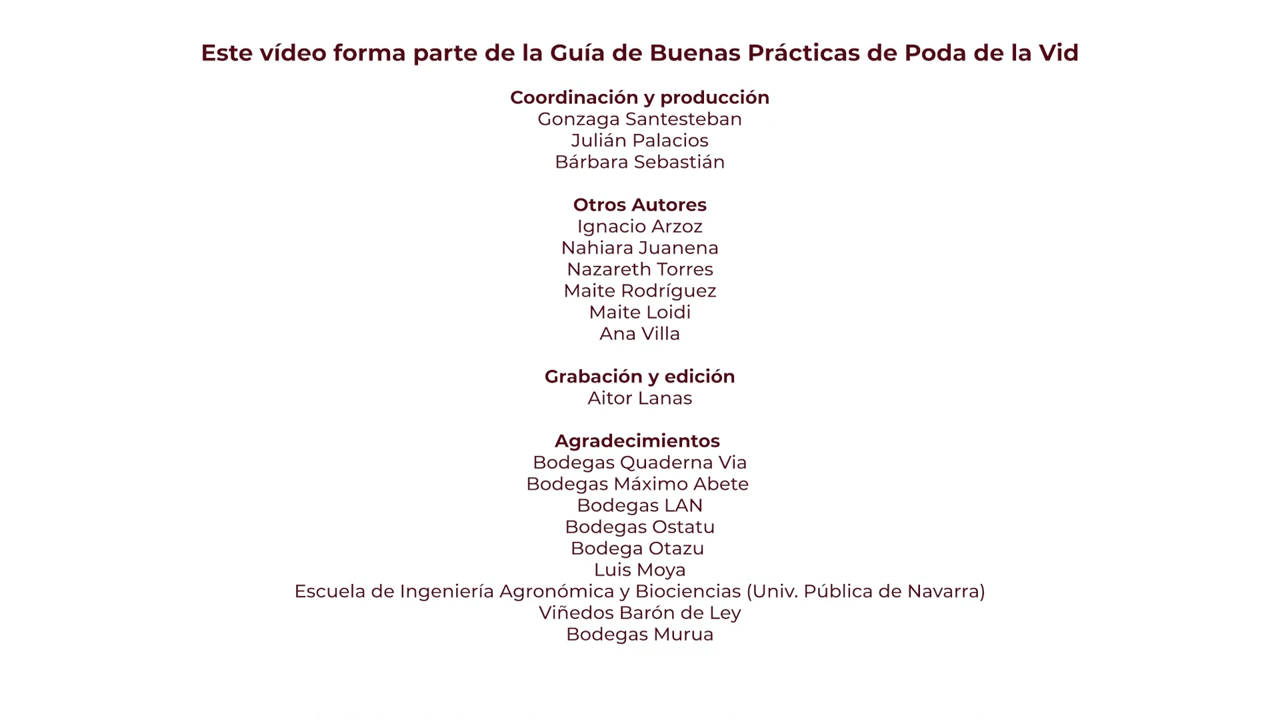 Este vídeo forma parte de la Guía de Buenas Prácticas de Poda de la Vid
Coordinación y producción
Gonzaga Santesteban
Julián Palacios
Bárbara Sebastián
Otros Autores
Ignacio Arzoz
Nahiara Juanena
Nazareth Torres
Maite Rodríguez
Maite Loidi
Ana Villa
Grabación y edición
Aitor Lanas
Agradecimientos
Bodegas Quaderna Via
Bodegas Máximo Abete
Bodegas LAN
Bodegas Ostatu
Bodega Otazu
Luis Moya
Escuela de Ingeniería Agronómica y Biociencias (Univ. Pública de Navarra)
Viñedos Barón de Ley
Bodegas Murua